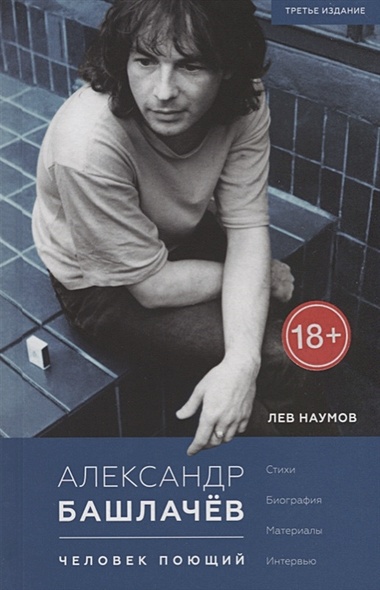 ТРЕТЬЕ ИЗДАНИЕ
18+
ЛЕВ НАУМОВ
АЛЕКСАНДР
БАШЛАЧЁВ
ЧЕЛОВЕК ПОЮЩИЙ
Стихи
Биография
Материалы
Интервью